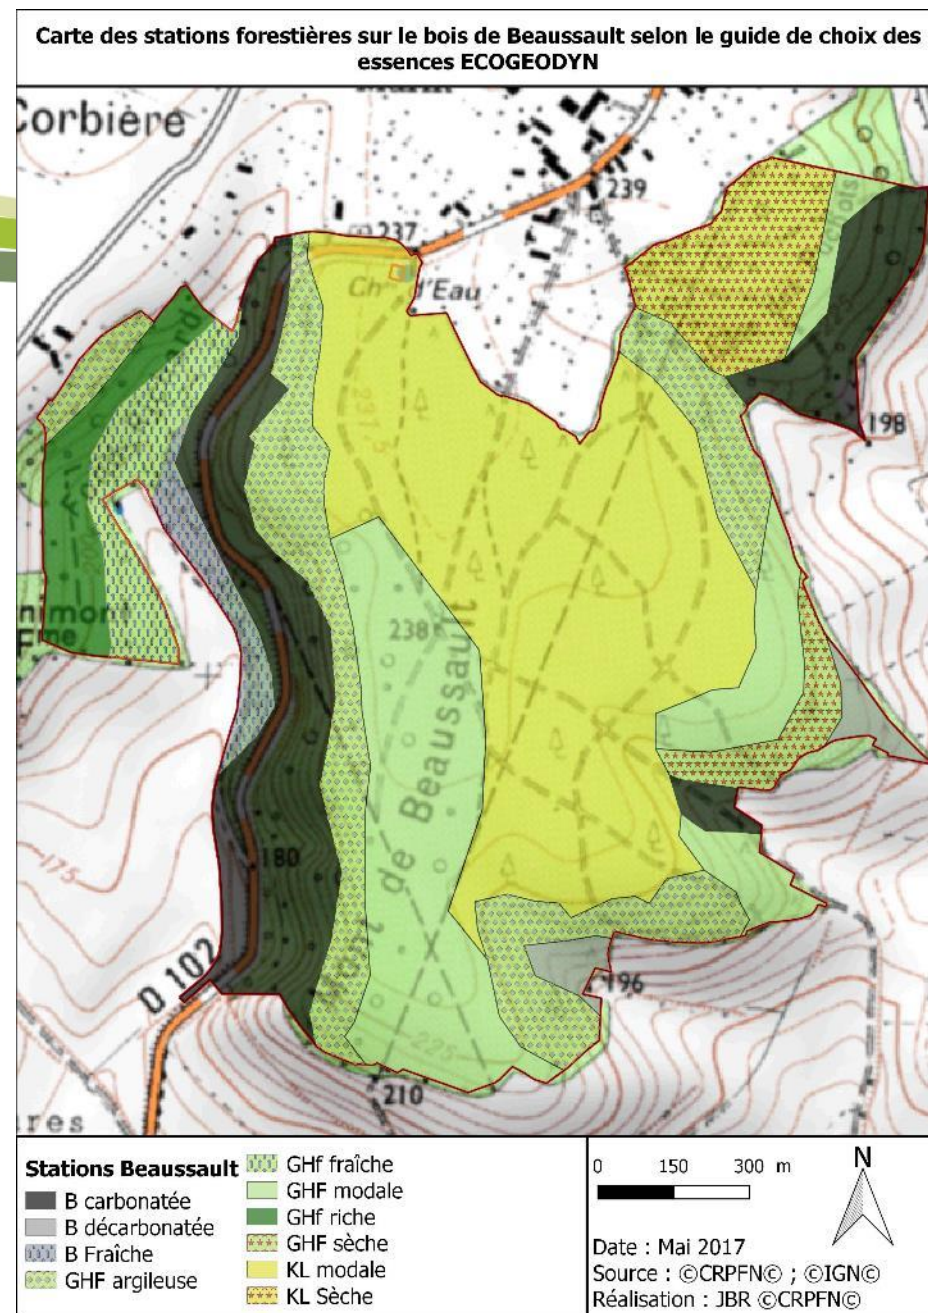 Carte des stations forestières sur le bois de Beaussault selon le guide de choix des
essences ECOGEODYN
Corbière
239
237
Ch d'Eau
198
238
de Beaussault
180
175
D 102
196
225
210
Stations Beaussault
B carbonatée
B décarbonatée
B Fraîche
GHF argileuse
GHf fraîche
GHF modale
GHf riche
GHF sèche
KL modale
KL Sèche
0 150 300 m
N
Date : Mai 2017
Source : ©CRPFN© ; ©IGN©
Réalisation : JBR ©CRPFN©